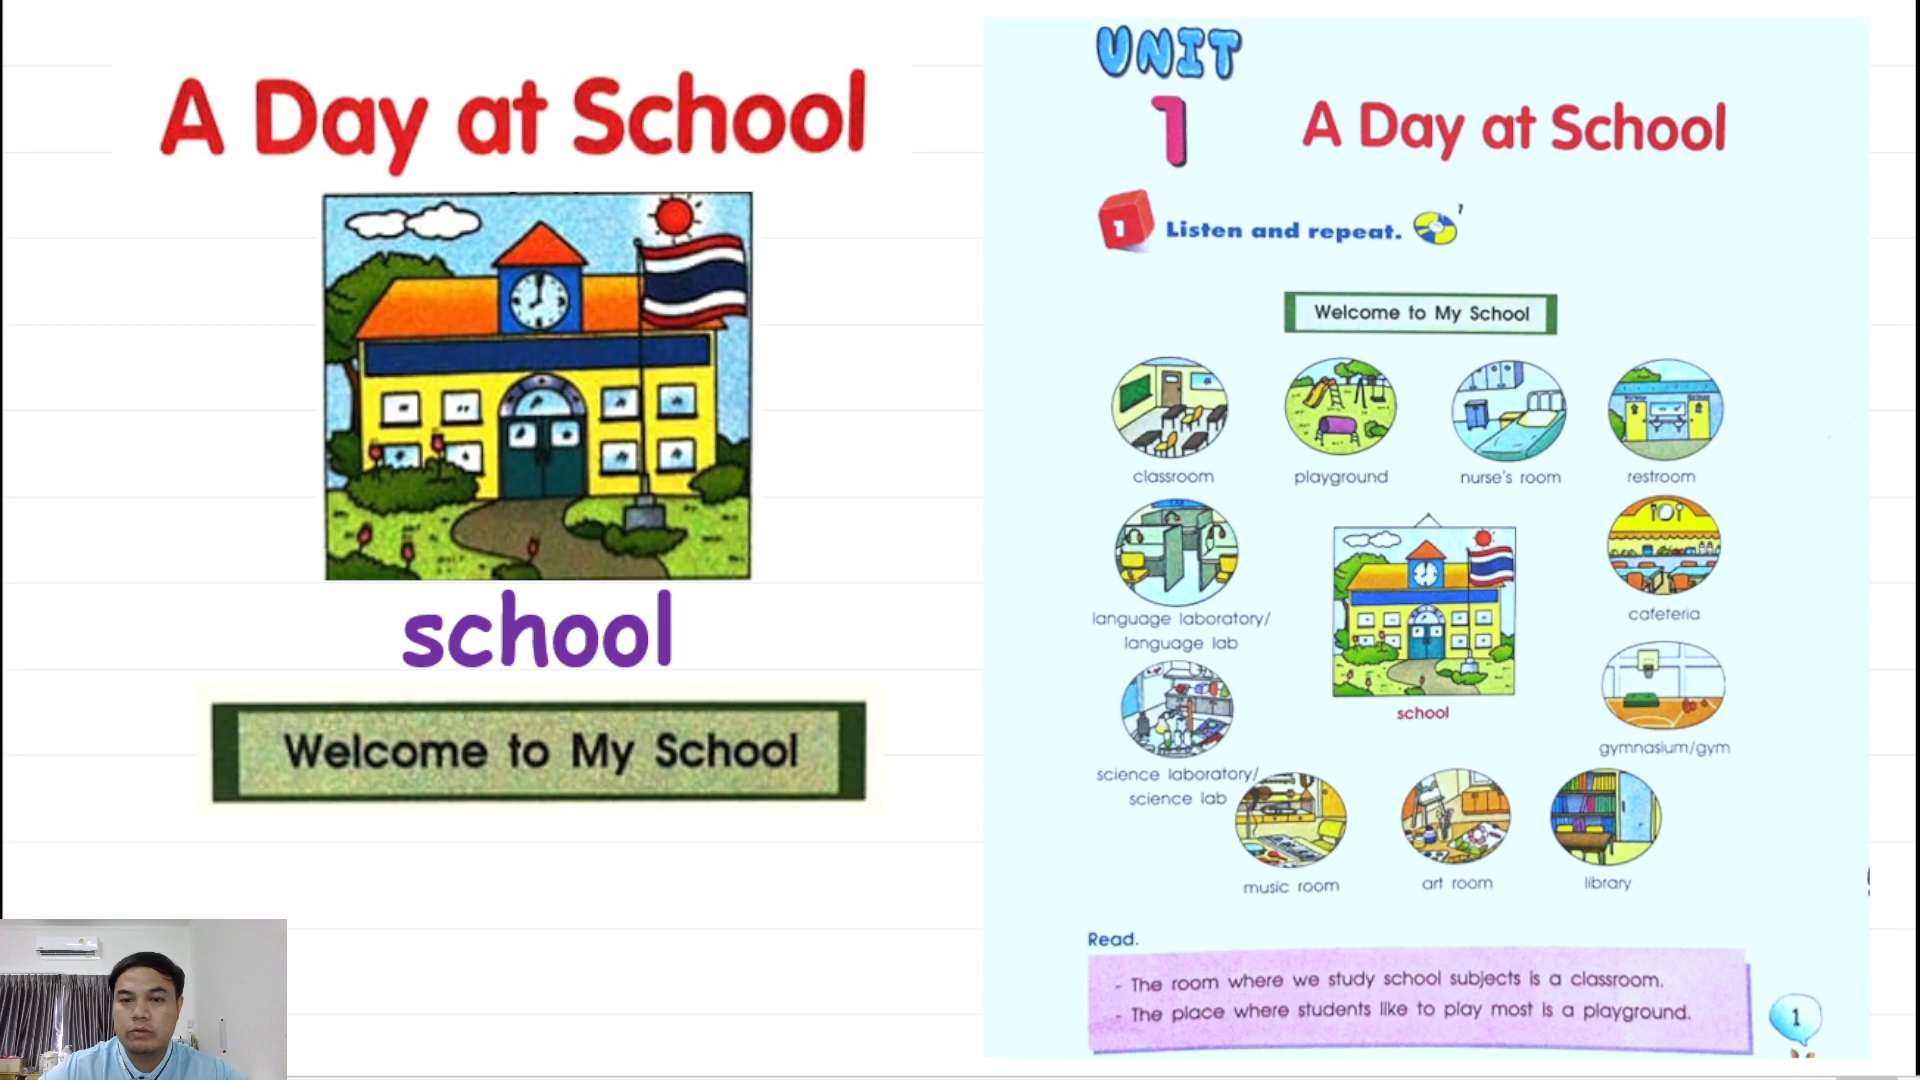 A Day at School
school
Welcome to My School
UNIT
1
A Day at School
1 Listen and repeat. 1
Welcome to My School
classroom playground nurse's room restroom
language laboratory/
language lab
cafeteria
school
gymnasium/gym
science laboratory/
science lab
music room art room library
Read.
- The room where we study school subjects is a classroom.
- The place where students like to play most is a playground.
1